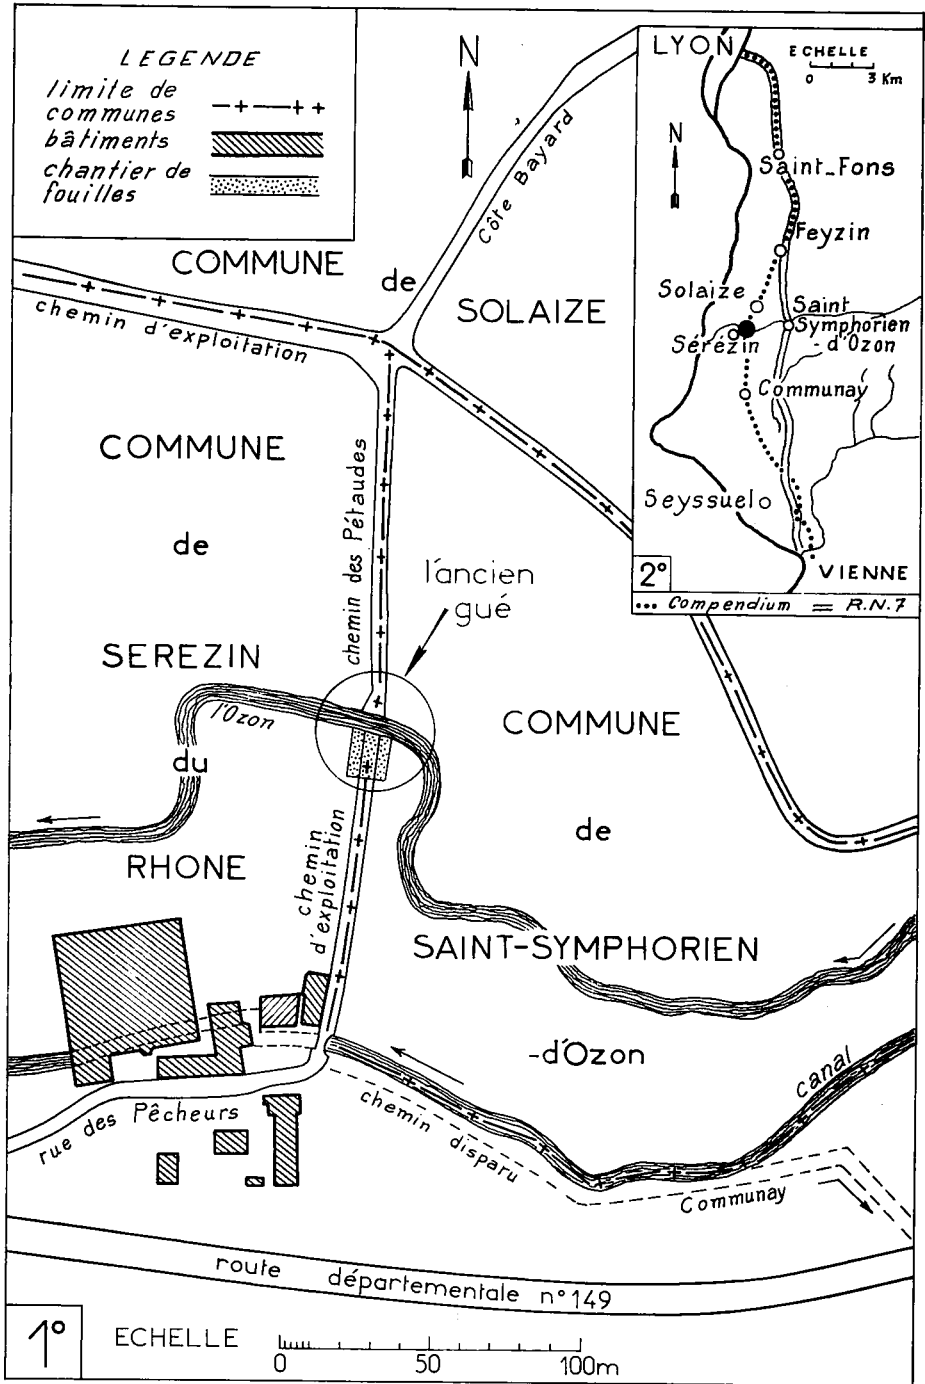 LEGENDE
limite de
communes
bâtiments
chantier de
fouilles
N
Côte Bayard
COMMUNE
de
SOLAIZE
chemin d'exploitation
COMMUNE
de
SEREZIN
du
RHONE
chemin des Pétaudes
l'ancien
gué
l'Ozon
COMMUNE
de
SAINT-SYMPHORIEN
-d'Ozon
chemin
d'exploitation
canal
chemin disparu
Communay
rue des Pêcheurs
route départementale n°149
1°
ECHELLE
0 50 100m
LYON
ECHELLE
0 3 Km
N
Saint-Fons
Feyzin
Solaize
Saint
Symphorien
-d'Ozon
Sérézin
Communay
Seyssuel
VIENNE
2°
Compendium = R.N.7